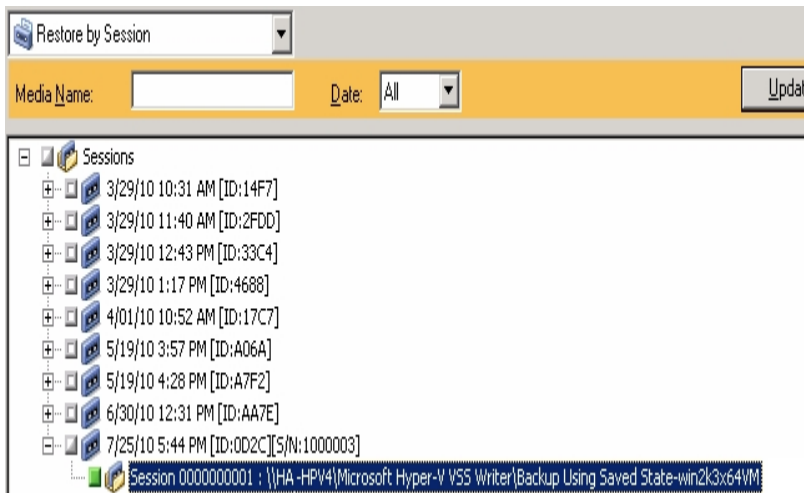 Restore by Session
Media Name: Date: All Updat
Sessions
3/29/10 10:31 AM [ID:14F7]
3/29/10 11:40 AM [ID:2FDD]
3/29/10 12:43 PM [ID:33C4]
3/29/10 1:17 PM [ID:4688]
4/01/10 10:52 AM [ID:17C7]
5/19/10 3:57 PM [ID:A06A]
5/19/10 4:28 PM [ID:A7F2]
6/30/10 12:31 PM [ID:AA7E]
7/25/10 5:44 PM [ID:0D2C][S/N:1000003]
Session 0000000001 : \\HA-HPV4\Microsoft Hyper-V VSS Writer\Backup Using Saved State-win2k3x64VM